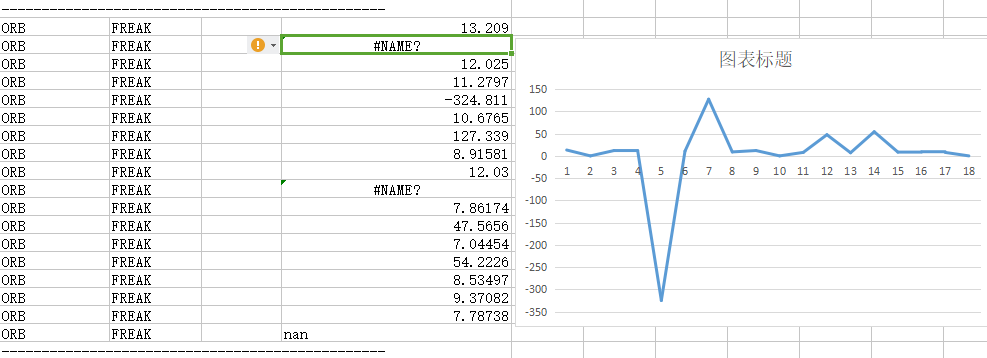 ------------------------------------------------
ORB FREAK 13.209
ORB FREAK #NAME?
ORB FREAK 12.025
ORB FREAK 11.2797
ORB FREAK -324.811
ORB FREAK 10.6765
ORB FREAK 127.339
ORB FREAK 8.91581
ORB FREAK 12.03
ORB FREAK #NAME?
ORB FREAK 7.86174
ORB FREAK 47.5656
ORB FREAK 7.04454
ORB FREAK 54.2226
ORB FREAK 8.53497
ORB FREAK 9.37082
ORB FREAK 7.78738
ORB FREAK nan
------------------------------------------------
图表标题
150
100
50
0
-50
-100
-150
-200
-250
-300
-350
1 2 3 4 5 6 7 8 9 10 11 12 13 14 15 16 17 18